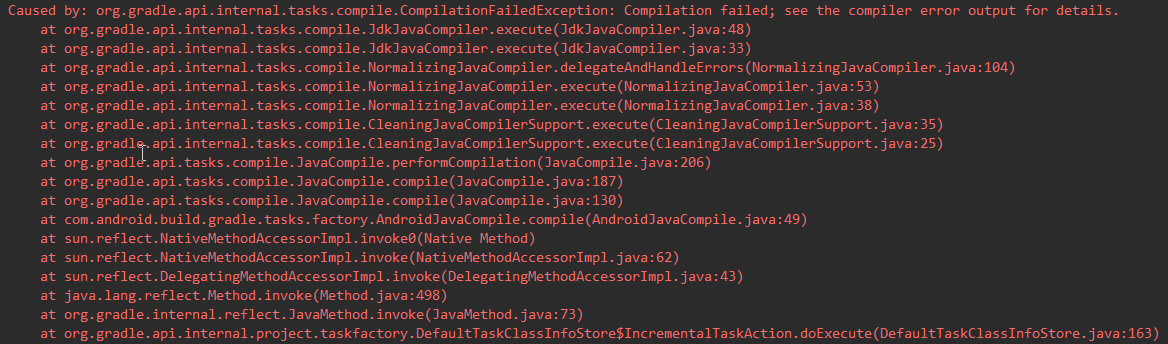 Caused by: org.gradle.api.internal.tasks.compile.CompilationFailedException: Compilation failed; see the compiler error output for details.
at org.gradle.api.internal.tasks.compile.JdkJavaCompiler.execute(JdkJavaCompiler.java:48)
at org.gradle.api.internal.tasks.compile.JdkJavaCompiler.execute(JdkJavaCompiler.java:33)
at org.gradle.api.internal.tasks.compile.NormalizingJavaCompiler.delegateAndHandleErrors(NormalizingJavaCompiler.java:104)
at org.gradle.api.internal.tasks.compile.NormalizingJavaCompiler.execute(NormalizingJavaCompiler.java:53)
at org.gradle.api.internal.tasks.compile.NormalizingJavaCompiler.execute(NormalizingJavaCompiler.java:38)
at org.gradle.api.internal.tasks.compile.CleaningJavaCompilerSupport.execute(CleaningJavaCompilerSupport.java:35)
at org.gradle.api.internal.tasks.compile.CleaningJavaCompilerSupport.execute(CleaningJavaCompilerSupport.java:25)
at org.gradle.api.tasks.compile.JavaCompile.performCompilation(JavaCompile.java:206)
at org.gradle.api.tasks.compile.JavaCompile.compile(JavaCompile.java:187)
at org.gradle.api.tasks.compile.JavaCompile.compile(JavaCompile.java:130)
at com.android.build.gradle.tasks.factory.AndroidJavaCompile.compile(AndroidJavaCompile.java:49)
at sun.reflect.NativeMethodAccessorImpl.invoke0(Native Method)
at sun.reflect.NativeMethodAccessorImpl.invoke(NativeMethodAccessorImpl.java:62)
at sun.reflect.DelegatingMethodAccessorImpl.invoke(DelegatingMethodAccessorImpl.java:43)
at java.lang.reflect.Method.invoke(Method.java:498)
at org.gradle.internal.reflect.JavaMethod.invoke(JavaMethod.java:73)
at org.gradle.api.internal.project.taskfactory.DefaultTaskClassInfoStore$IncrementalTaskAction.doExecute(DefaultTaskClassInfoStore.java:163)